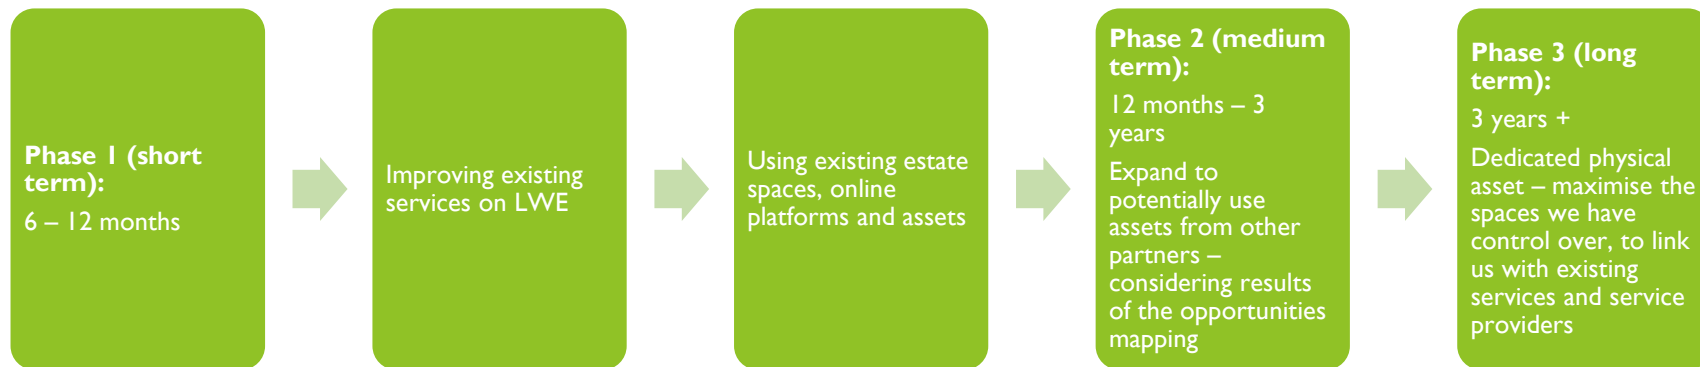 Phase 1 (short
term):
6 – 12 months
Improving existing
services on LWE
Using existing estate
spaces, online
platforms and assets
Phase 2 (medium
term):
12 months – 3
years
Expand to
potentially use
assets from other
partners –
considering results
of the opportunities
mapping
Phase 3 (long
term):
3 years +
Dedicated physical
asset – maximise the
spaces we have
control over, to link
us with existing
services and service
providers